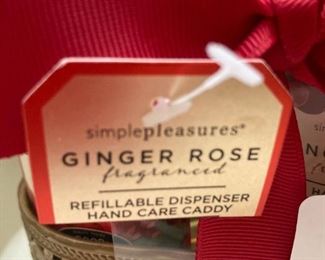 simplepleasures®
GINGER ROSE
fragranced
REFILLABLE DISPENSER
HAND CARE CADDY
N